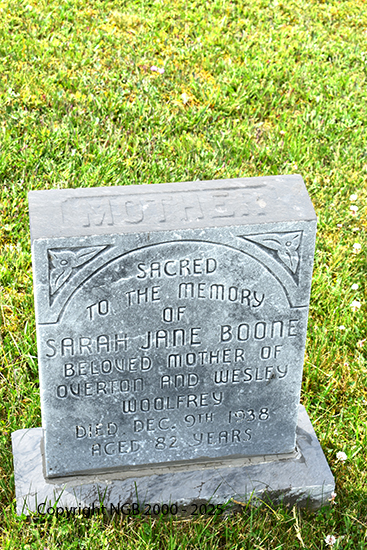 MOTHER
SACRED
TO THE MEMORY
OF
SARAH JANE BOONE
BELOVED MOTHER OF
OVERTON AND WESLEY
WOOLFREY
DIED DEC. 9TH 1938
AGED 82 YEARS
Copyright NGB 2000 - 2025